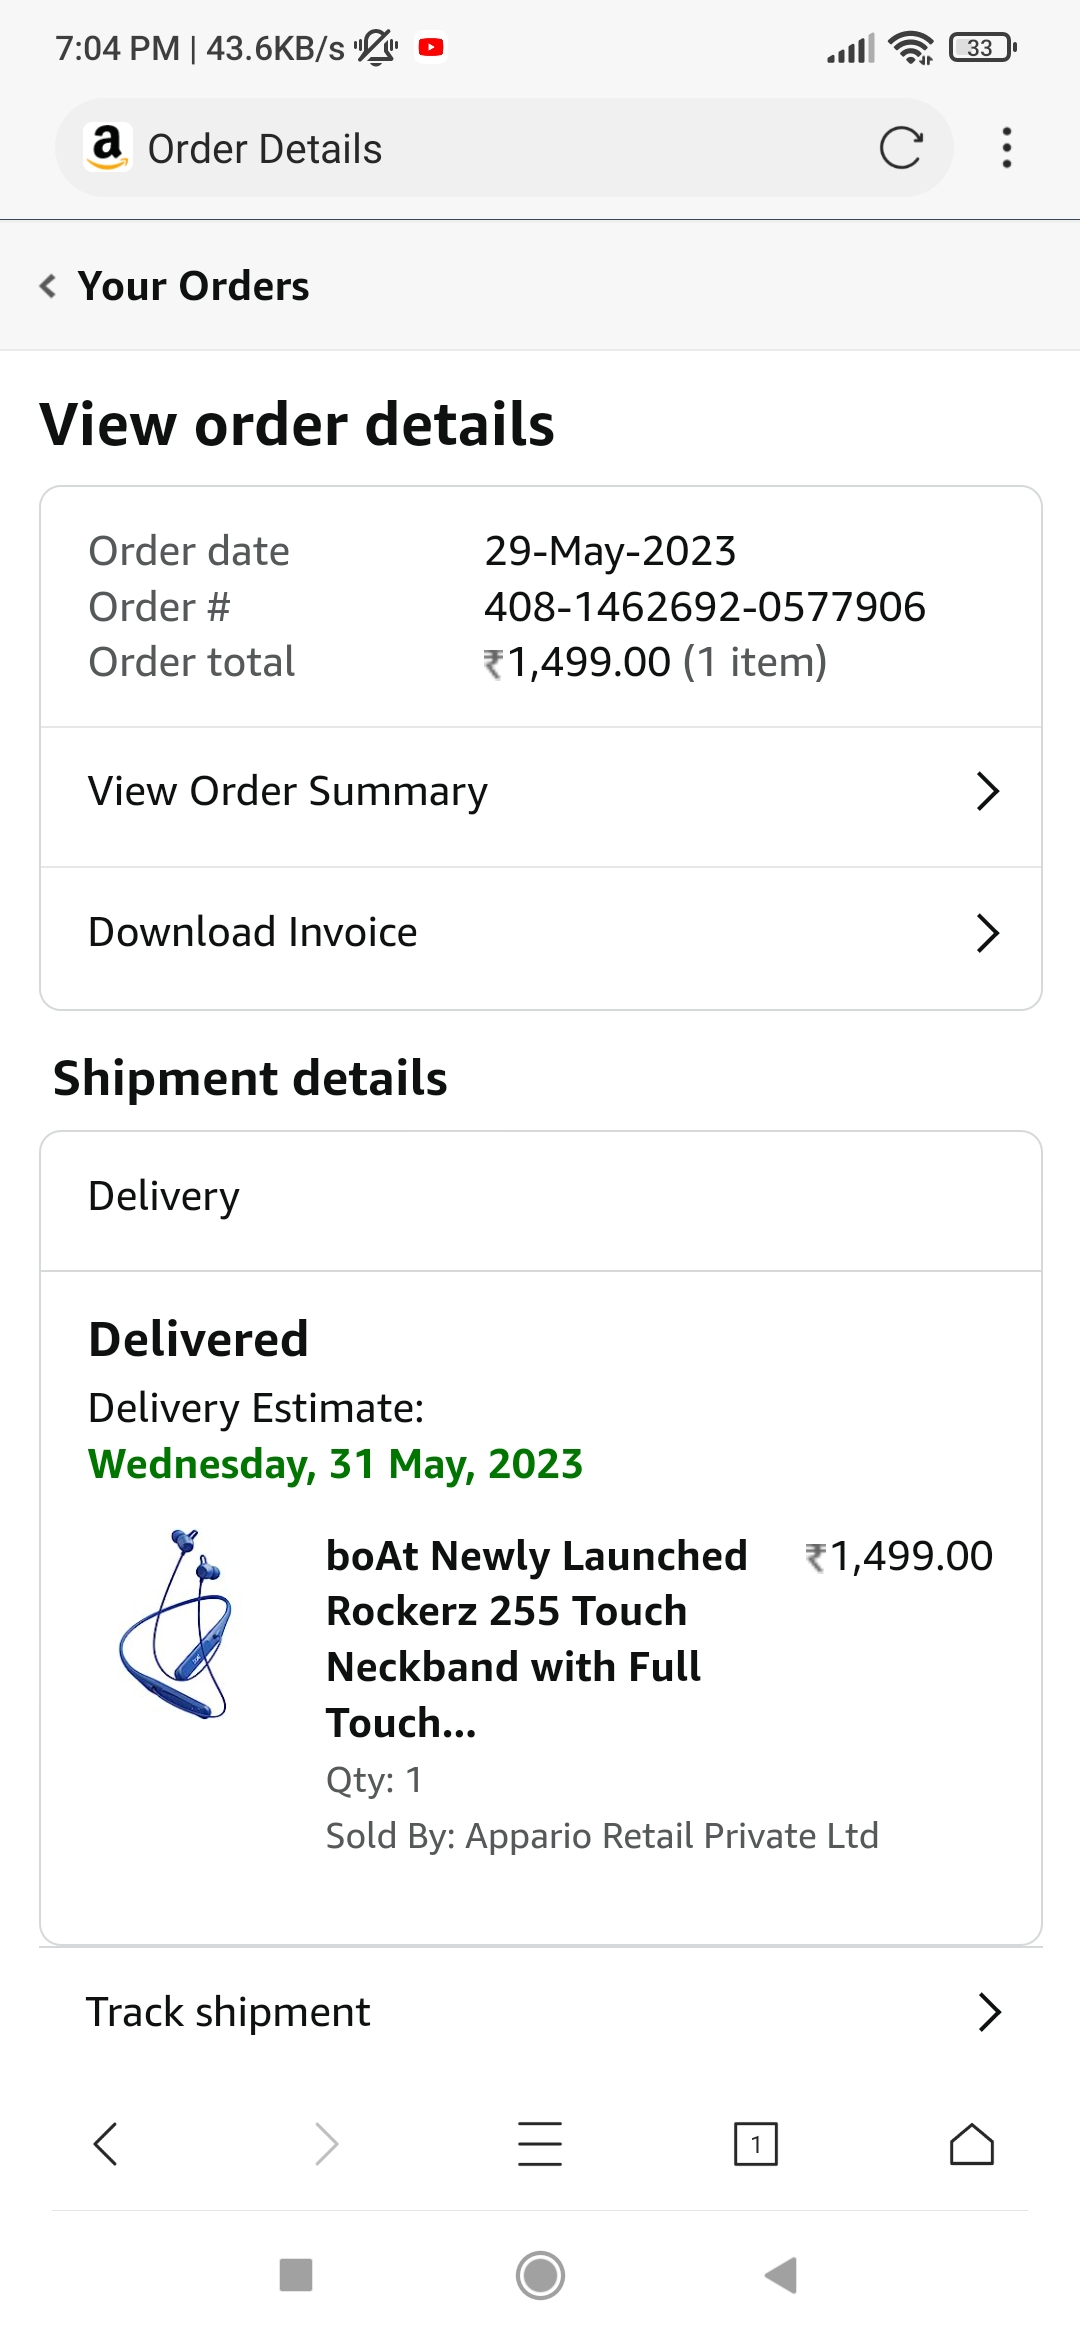 7:04 PM | 43.6KB/s 33
a Order Details
Your Orders
View order details
Order date 29-May-2023
Order # 408-1462692-0577906
Order total ₹1,499.00 (1 item)
View Order Summary
Download Invoice
Shipment details
Delivery
Delivered
Delivery Estimate:
Wednesday, 31 May, 2023
boAt Newly Launched ₹1,499.00
Rockerz 255 Touch
Neckband with Full
Touch...
Qty: 1
Sold By: Appario Retail Private Ltd
Track shipment
1